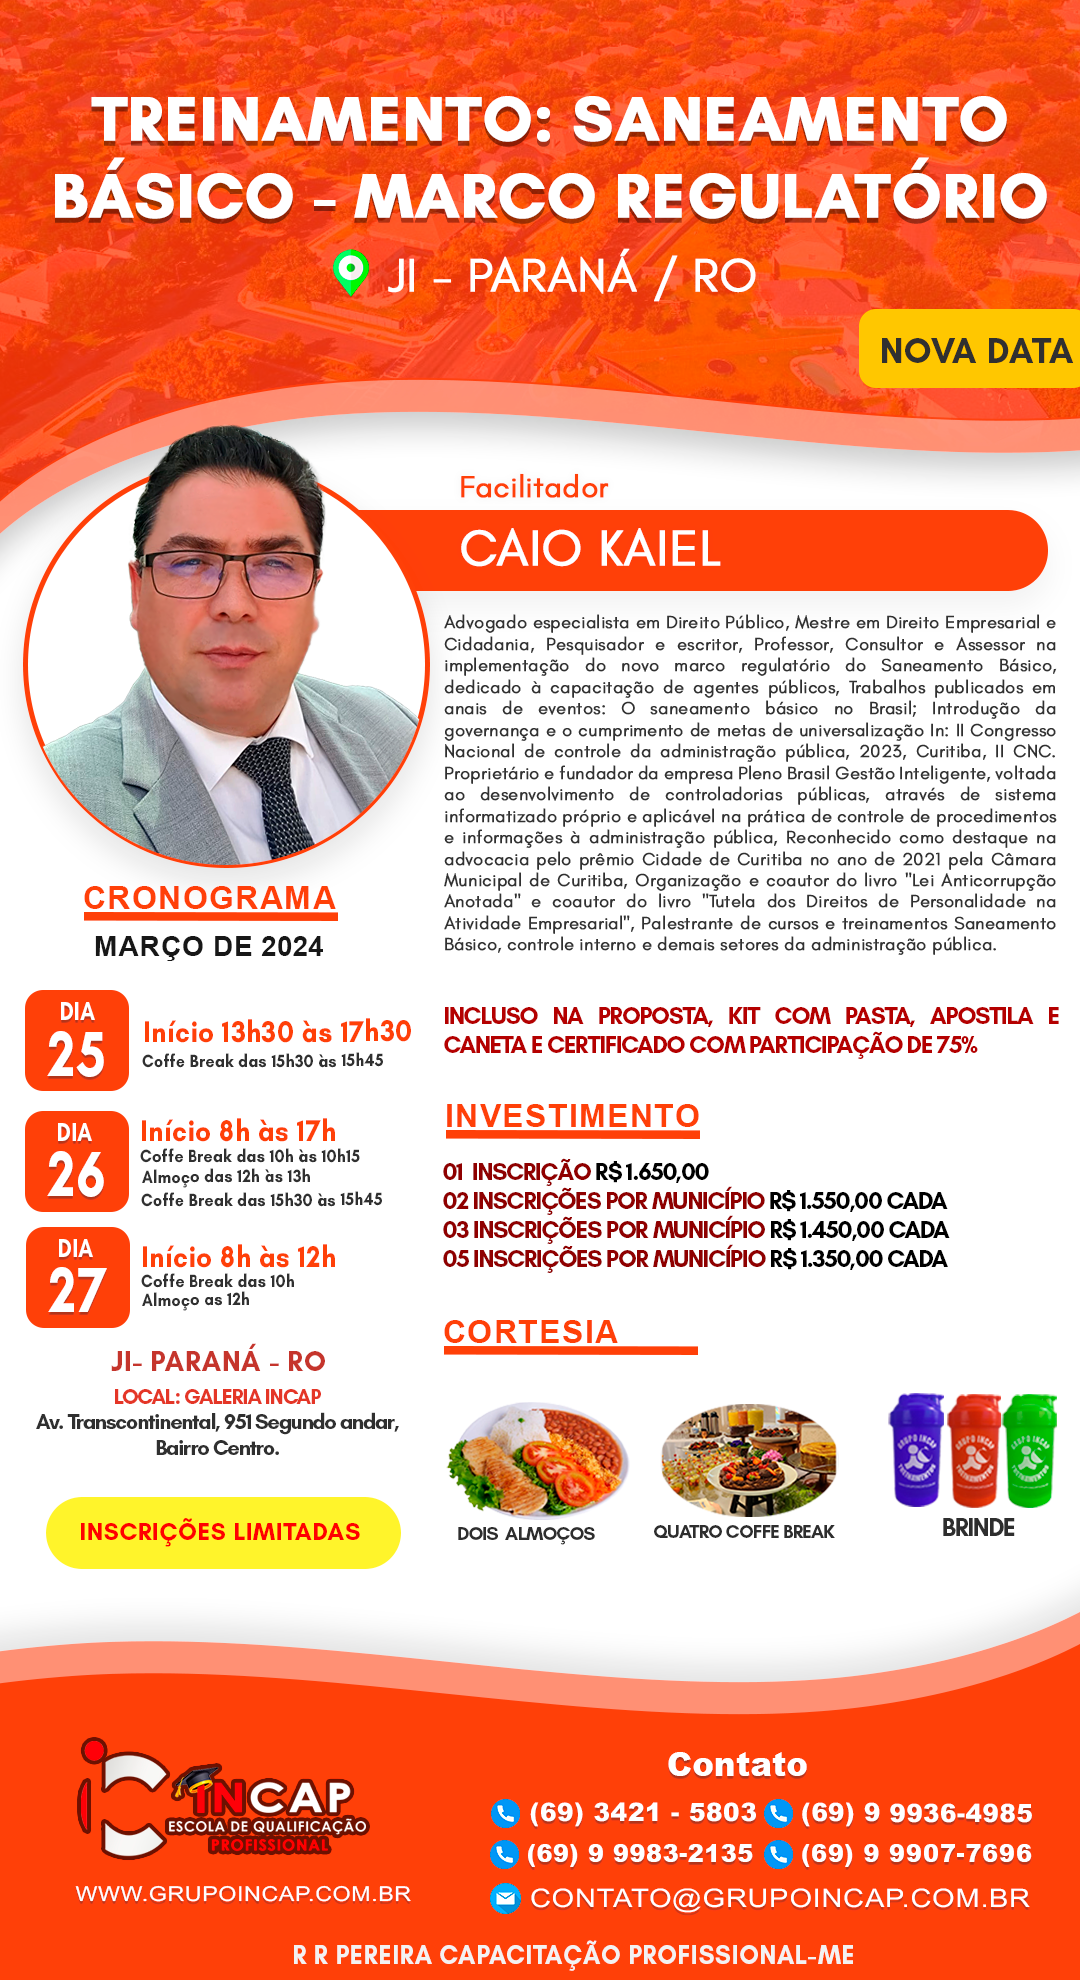 TREINAMENTO: SANEAMENTO
BÁSICO - MARCO REGULATÓRIO
JI - PARANÁ / RO
NOVA DATA
Facilitador
CAIO KAIEL
Advogado especialista em Direito Público, Mestre em Direito Empresarial e
Cidadania, Pesquisador e escritor, Professor, Consultor e Assessor na
implementação do novo marco regulatório do Saneamento Básico,
dedicado à capacitação de agentes públicos, Trabalhos publicados em
anais de eventos: O saneamento básico no Brasil; Introdução da
governança e o cumprimento de metas de universalização In: II Congresso
Nacional de controle da administração pública, 2023, Curitiba, II CNC.
Proprietário e fundador da empresa Pleno Brasil Gestão Inteligente, voltada
ao desenvolvimento de controladorias públicas, através de sistema
informatizado próprio e aplicável na prática de controle de procedimentos
e informações à administração pública, Reconhecido como destaque na
advocacia pelo prêmio Cidade de Curitiba no ano de 2021 pela Câmara
Municipal de Curitiba, Organização e coautor do livro "Lei Anticorrupção
Anotada" e coautor do livro "Tutela dos Direitos de Personalidade na
Atividade Empresarial", Palestrante de cursos e treinamentos Saneamento
Básico, controle interno e demais setores da administração pública.
CRONOGRAMA
MARÇO DE 2024
DIA
25
Início 13h30 às 17h30
Coffe Break das 15h30 às 15h45
DIA
26
Início 8h às 17h
Coffe Break das 10h às 10h15
Almoço das 12h às 13h
Coffe Break das 15h30 às 15h45
DIA
27
Início 8h às 12h
Coffe Break das 10h
Almoço as 12h
JI- PARANÁ - RO
LOCAL: GALERIA INCAP
Av. Transcontinental, 951 Segundo andar,
Bairro Centro.
INSCRIÇÕES LIMITADAS
INCLUSO NA PROPOSTA, KIT COM PASTA, APOSTILA E
CANETA E CERTIFICADO COM PARTICIPAÇÃO DE 75%
INVESTIMENTO
01 INSCRIÇÃO R$ 1.650,00
02 INSCRIÇÕES POR MUNICÍPIO R$ 1.550,00 CADA
03 INSCRIÇÕES POR MUNICÍPIO R$ 1.450,00 CADA
05 INSCRIÇÕES POR MUNICÍPIO R$ 1.350,00 CADA
CORTESIA
DOIS ALMOÇOS
QUATRO COFFE BREAK
GRUPO INCAP
TREINAMENTOS
GRUPO INCAP
TREINAMENTOS
GRUPO INCAP
TREINAMENTOS
BRINDE
INCAP
ESCOLA DE QUALIFICAÇÃO
PROFISSIONAL
WWW.GRUPOINCAP.COM.BR
Contato
(69) 3421 - 5803
(69) 9 9936-4985
(69) 9 9983-2135
(69) 9 9907-7696
CONTATO@GRUPOINCAP.COM.BR
R R PEREIRA CAPACITAÇÃO PROFISSIONAL-ME